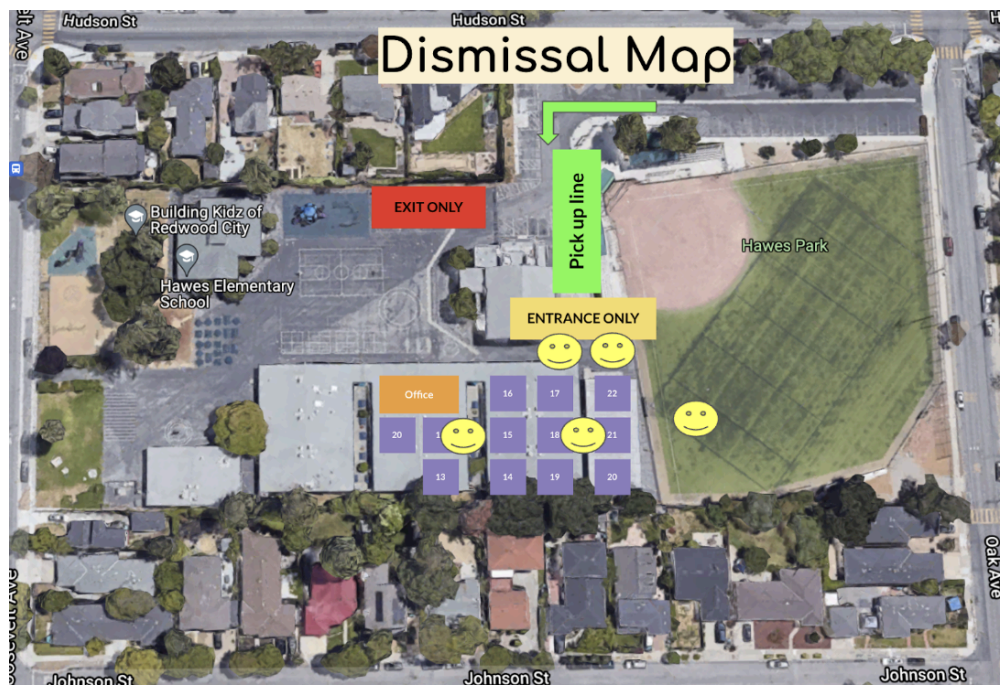 Hudson St
Hudson St
elt Ave
Dismissal Map
EXIT ONLY
Pick up line
Building Kidz of
Redwood City
Hawes Park
Hawes Elementary
School
ENTRANCE ONLY
Office
16
17
22
20
15
18
21
13
14
19
20
Oak Ave
Johnson St
Johnson St